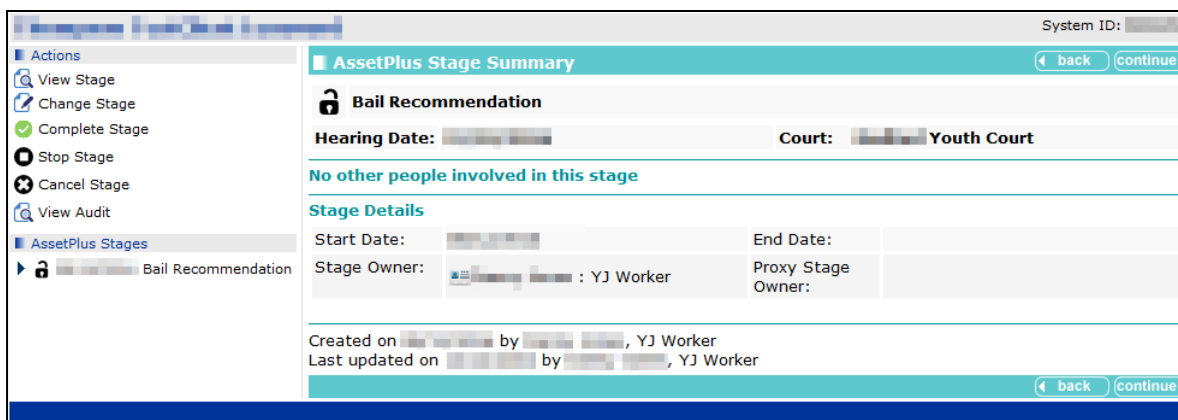 System ID:
Actions
View Stage
Change Stage
Complete Stage
Stop Stage
Cancel Stage
View Audit
AssetPlus Stages
Bail Recommendation
AssetPlus Stage Summary
back continue
Bail Recommendation
Hearing Date: Court: Youth Court
No other people involved in this stage
Stage Details
Start Date: End Date:
Stage Owner: : YJ Worker Proxy Stage
Owner:
Created on by , YJ Worker
Last updated on by , YJ Worker
back continue